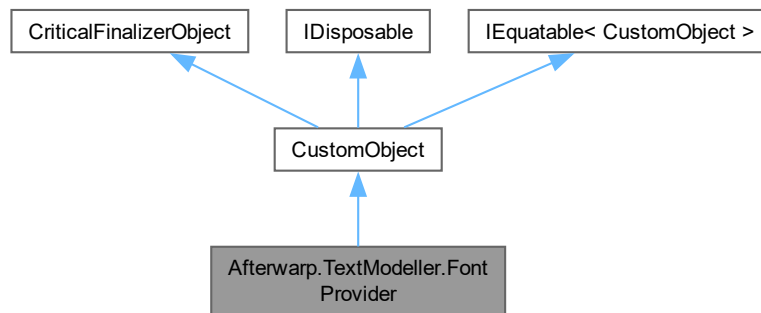 CriticalFinalizerObject
IDisposable
IEquatable< CustomObject >
CustomObject
Afterwarp.TextModeller.Font
Provider